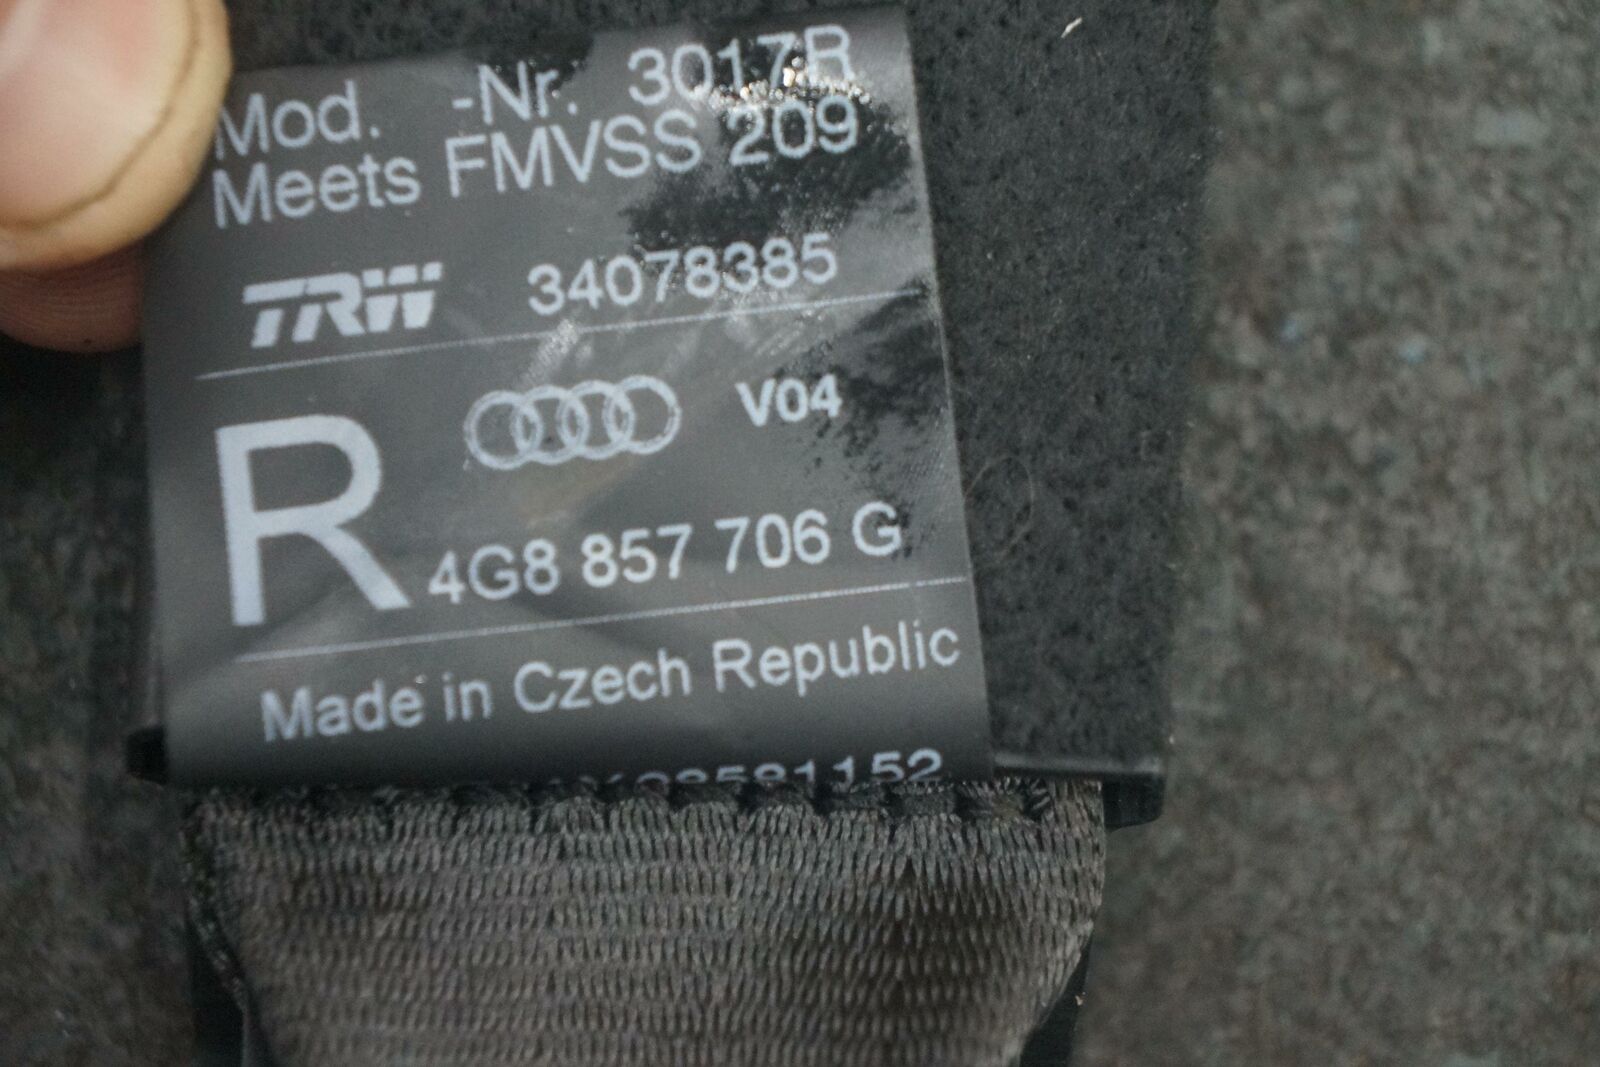 Mod. -Nr. 3017R
Meets FMVSS 209
TRW 34078385
V04
R 4G8 857 706 G
Made in Czech Republic